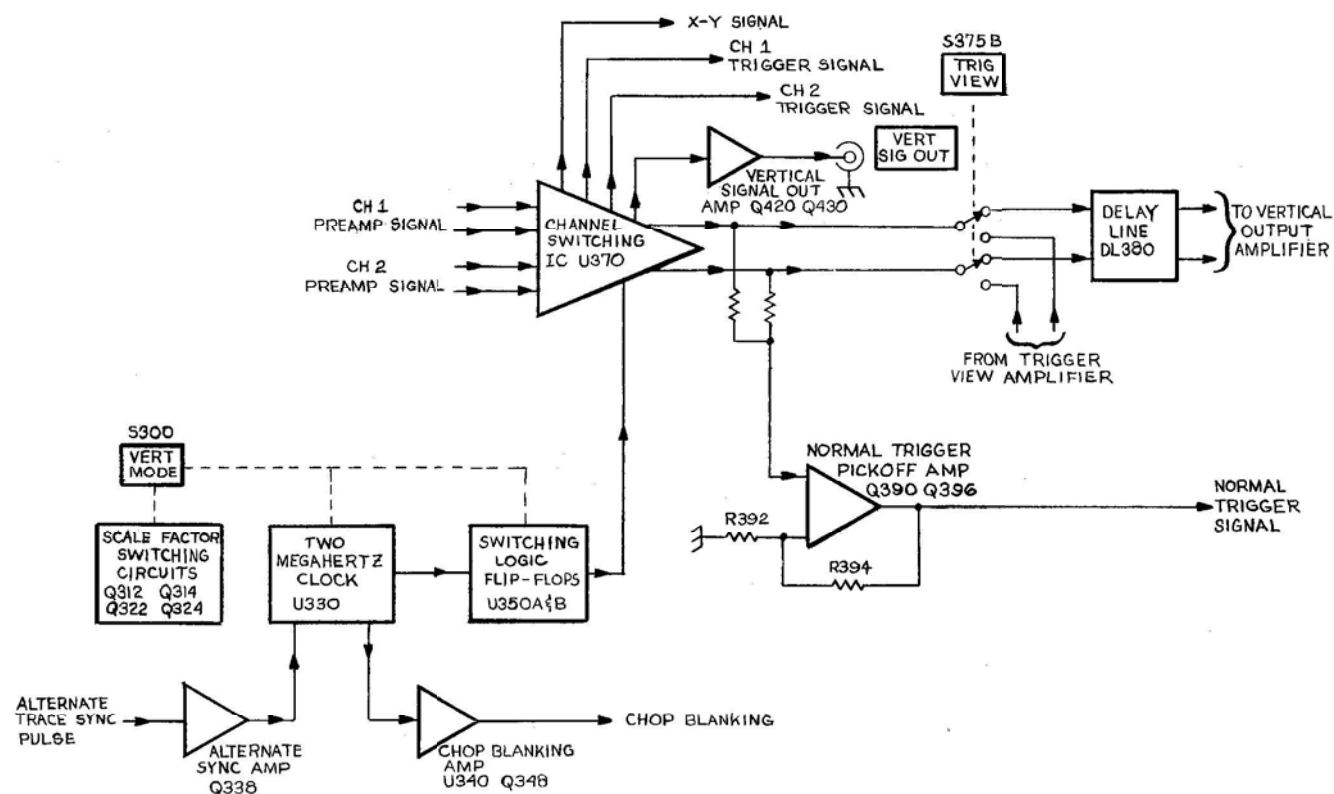 X-Y SIGNAL
CH 1
TRIGGER SIGNAL
CH 2
TRIGGER SIGNAL
S375B
TRIG
VIEW
VERT
SIG OUT
VERTICAL
SIGNAL OUT
AMP Q420 Q430
CH 1
PREAMP SIGNAL
CH 2
PREAMP SIGNAL
CHANNEL
SWITCHING
IC U370
DELAY
LINE
DL380
TO VERTICAL
OUTPUT
AMPLIFIER
FROM TRIGGER
VIEW AMPLIFIER
S300
VERT
MODE
SCALE FACTOR
SWITCHING
CIRCUITS
Q312 Q314
Q322 Q324
TWO
MEGAHERTZ
CLOCK
U330
SWITCHING
LOGIC
FLIP-FLOPS
U350A&B
NORMAL TRIGGER
PICKOFF AMP
Q390 Q396
R392
R394
NORMAL
TRIGGER
SIGNAL
ALTERNATE
TRACE SYNC
PULSE
ALTERNATE
SYNC AMP
Q338
CHOP BLANKING
AMP
U340 Q348
CHOP BLANKING